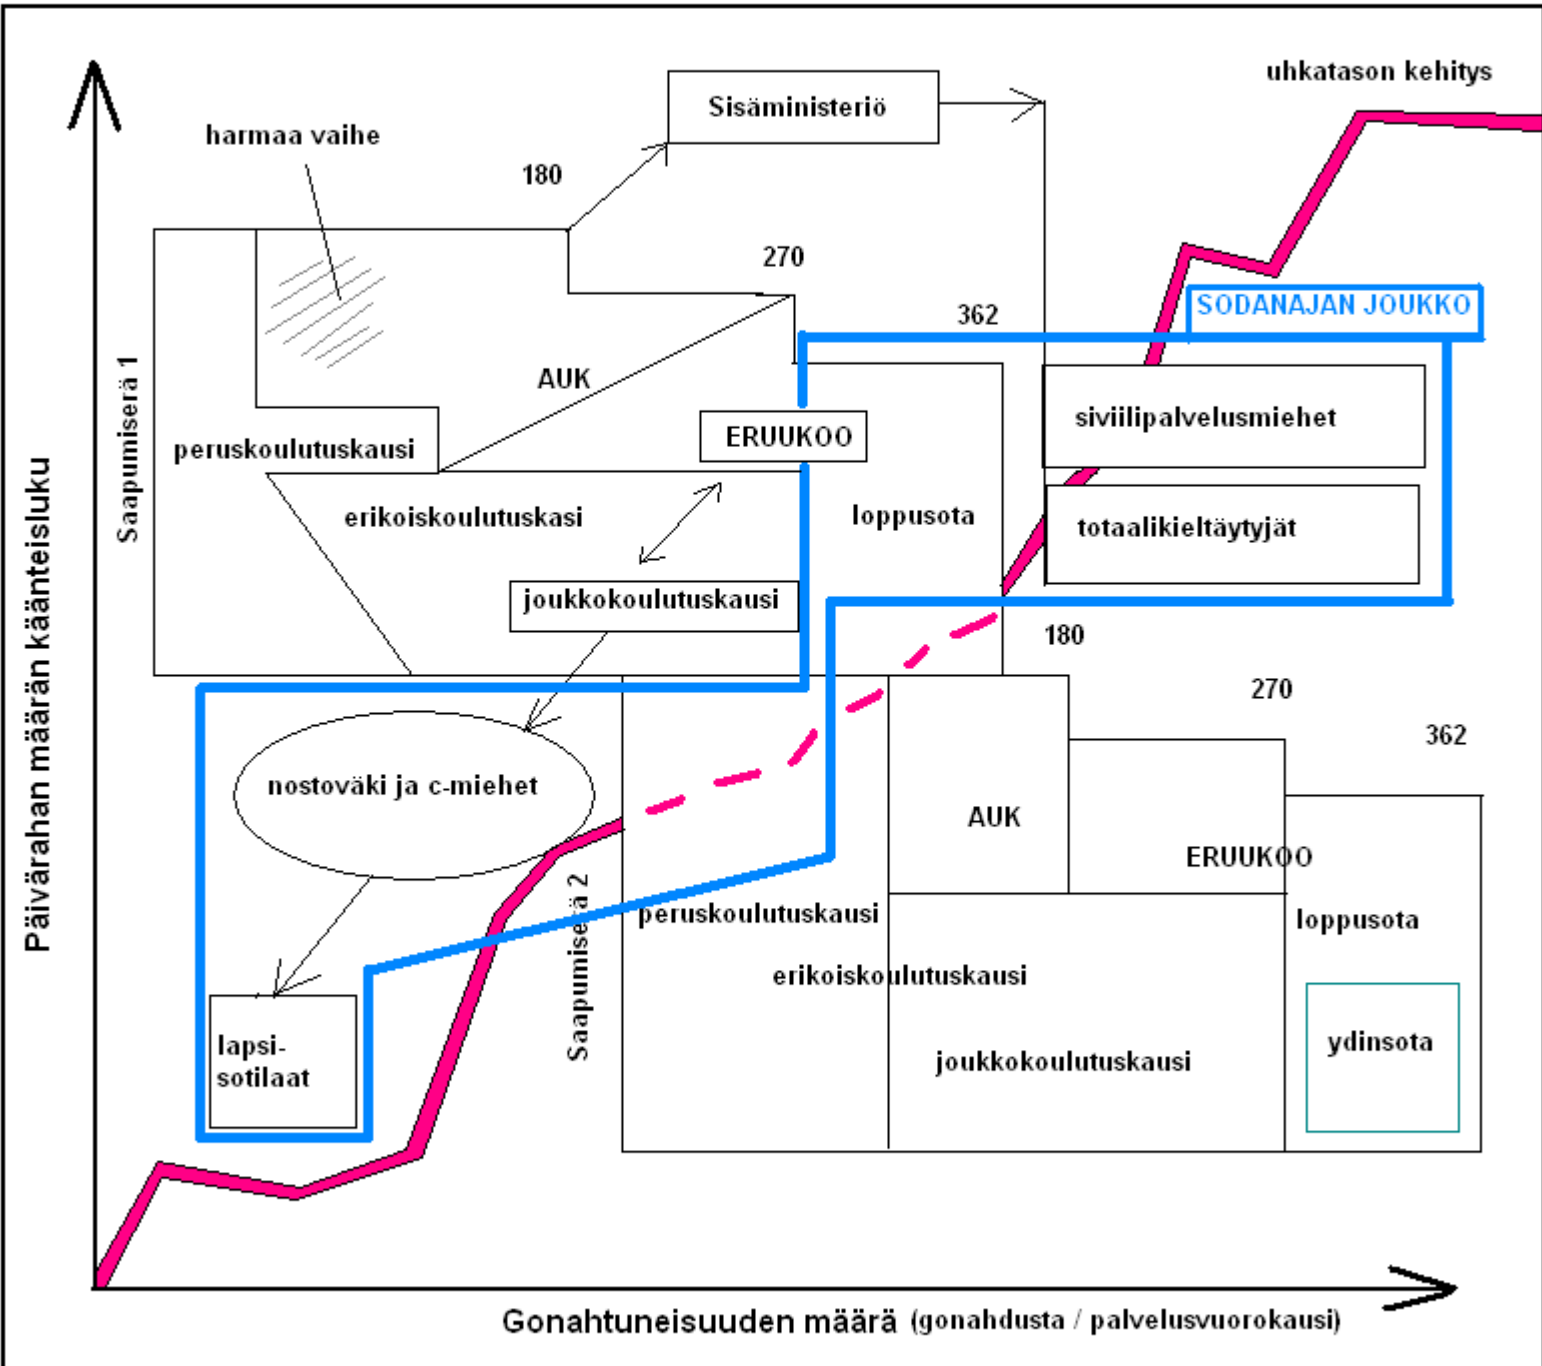 uhkatason kehitys
Sisäministeriö
harmaa vaihe
180
270
362
SODANAJAN JOUKKO
Saapumiserä 1
AUK
peruskoulutuskausi
ERUUKOO
siviilipalvelusmiehet
erikoiskoulutuskasi
loppusota
totaalikieltäytyjät
joukkokoulutuskausi
180
270
362
nostoväki ja c-miehet
AUK
ERUUKOO
Saapumiserä 2
peruskoulutuskausi
loppusota
erikoiskoulutuskausi
lapsi-
sotilaat
joukkokoulutuskausi
ydinsota
Päivärahan määrän käänteisluku
Gonahtuneisuuden määrä (gonahdusta / palvelusvuorokausi)